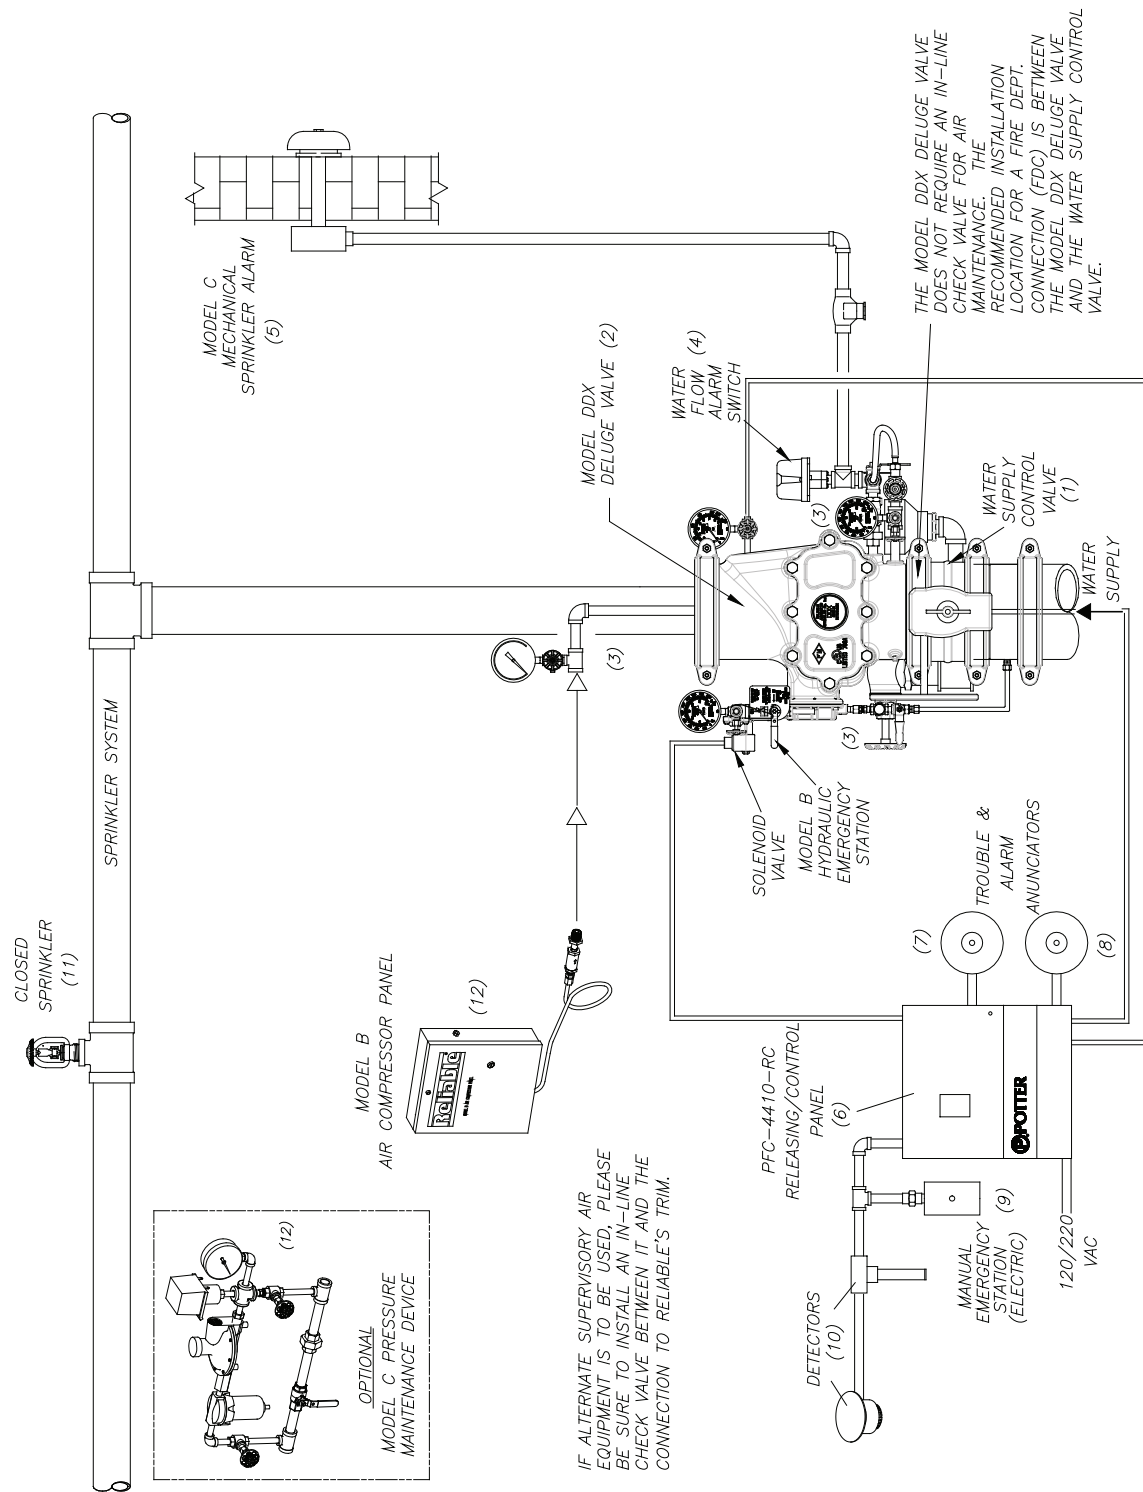 CLOSED
SPRINKLER
(11)
SPRINKLER SYSTEM
MODEL C
MECHANICAL
SPRINKLER ALARM
(5)
OPTIONAL
MODEL C PRESSURE
MAINTENANCE DEVICE
(12)
MODEL B
AIR COMPRESSOR PANEL
(12)
Reliable
(3)
MODEL DDX
DELUGE VALVE (2)
WATER
FLOW (4)
ALARM
SWITCH
(3)
IF ALTERNATE SUPERVISORY AIR
EQUIPMENT IS TO BE USED, PLEASE
BE SURE TO INSTALL AN IN-LINE
CHECK VALVE BETWEEN IT AND THE
CONNECTION TO RELIABLE'S TRIM.
SOLENOID
VALVE
MODEL B
HYDRAULIC
EMERGENCY
STATION
(3)
PFC-4410-RC
RELEASING/CONTROL
PANEL
(6)
POTTER
DETECTORS
(10)
MANUAL
EMERGENCY
STATION
(ELECTRIC)
(9)
120/220
VAC
(7)
TROUBLE &
ALARM
ANUNCIATORS
(8)
WATER
SUPPLY
CONTROL
VALVE
(1)
WATER
SUPPLY
THE MODEL DDX DELUGE VALVE
DOES NOT REQUIRE AN IN-LINE
CHECK VALVE FOR AIR
MAINTENANCE. THE
RECOMMENDED INSTALLATION
LOCATION FOR A FIRE DEPT.
CONNECTION (FDC) IS BETWEEN
THE MODEL DDX DELUGE VALVE
AND THE WATER SUPPLY CONTROL
VALVE.